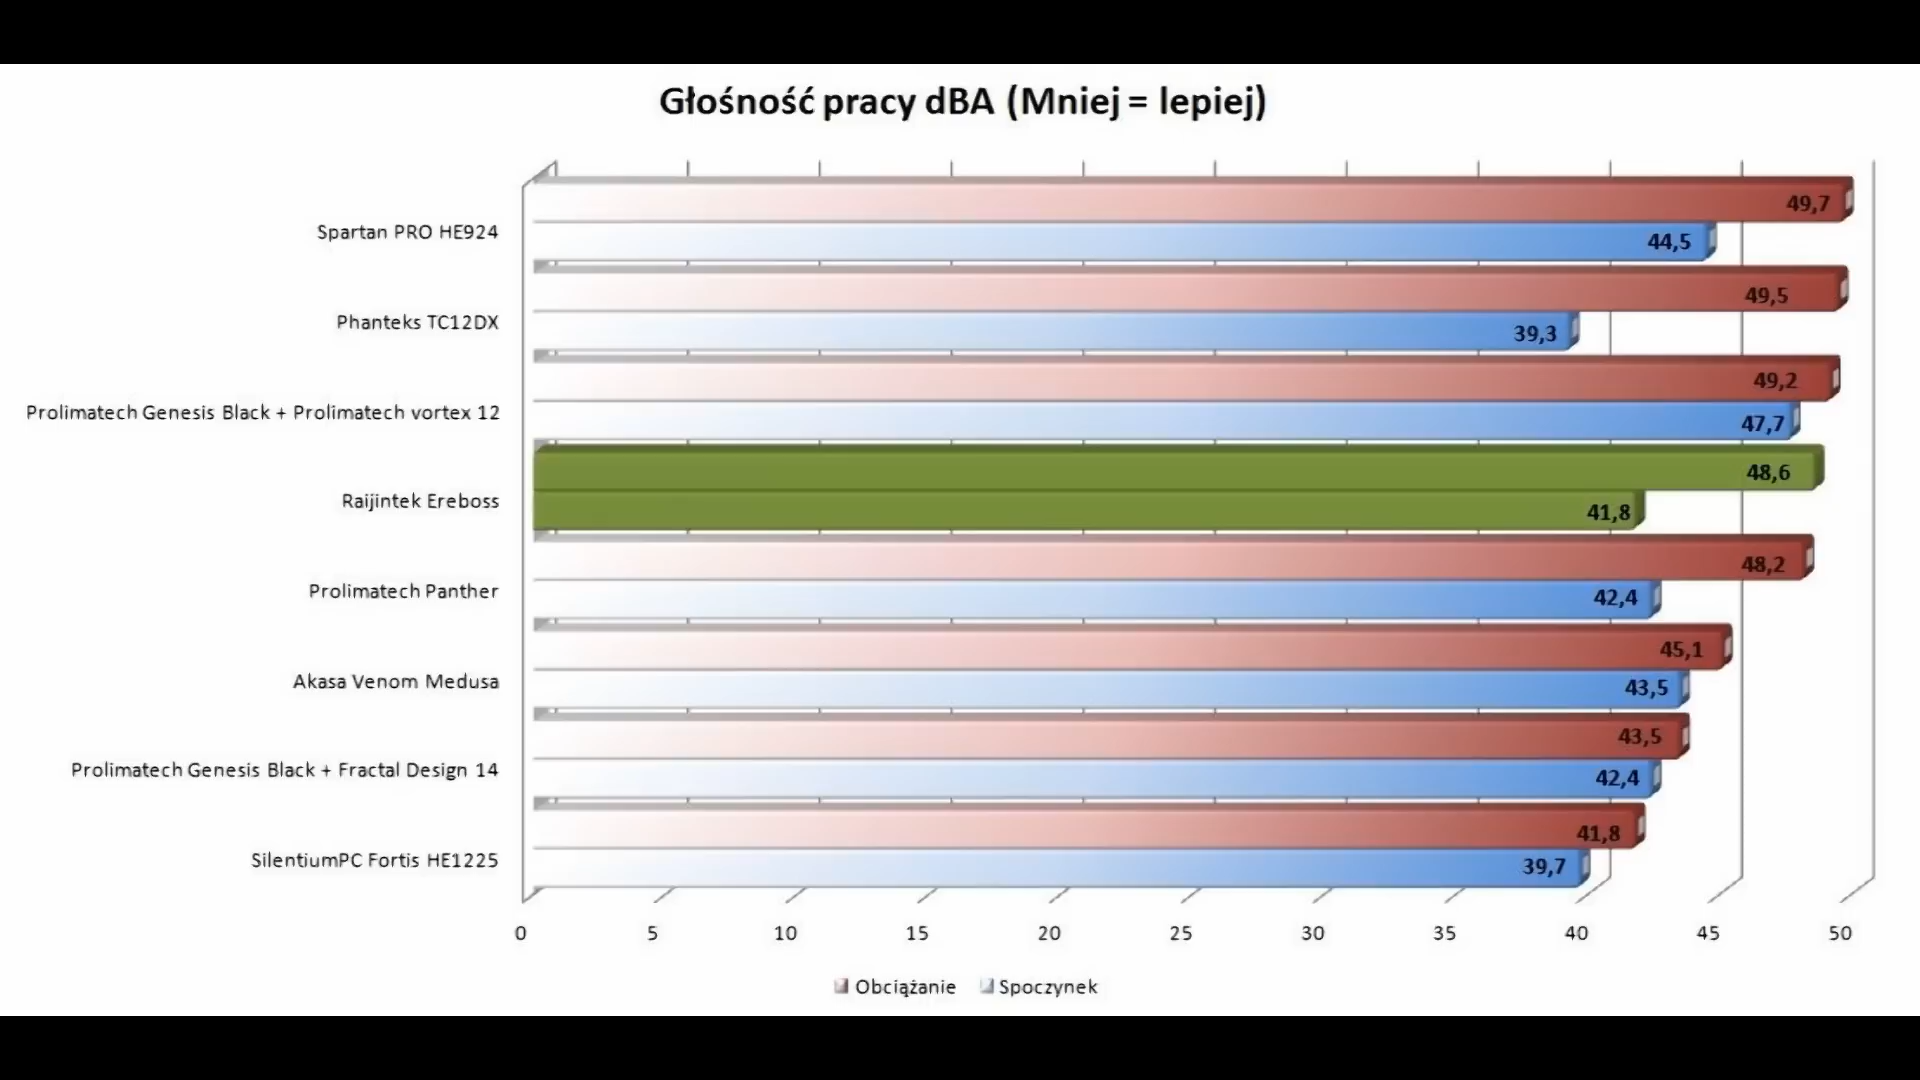 Głośność pracy dBA (Mniej = lepiej)
49,7
Spartan PRO HE924
44,5
49,5
Phanteks TC12DX
39,3
49,2
Prolimatech Genesis Black + Prolimatech vortex 12
47,7
48,6
Raijintek Ereboss
41,8
48,2
Prolimatech Panther
42,4
45,1
Akasa Venom Medusa
43,5
43,5
Prolimatech Genesis Black + Fractal Design 14
42,4
41,8
SilentiumPC Fortis HE1225
39,7
0 5 10 15 20 25 30 35 40 45 50
Obciążanie Spoczynek